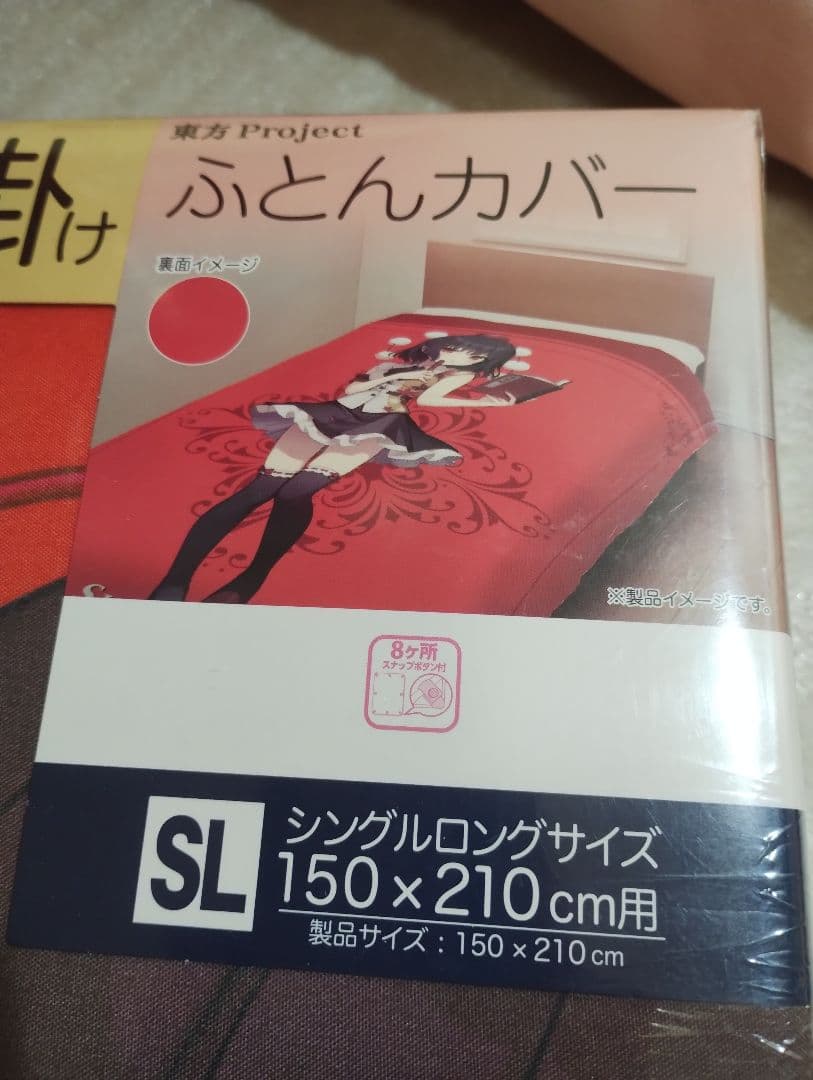 掛け
東方 Project
ふとんカバー
裏面イメージ
※製品イメージです。
8ヶ所
スナップボタン付
SL
シングルロングサイズ
150×210cm用
製品サイズ：150×210cm